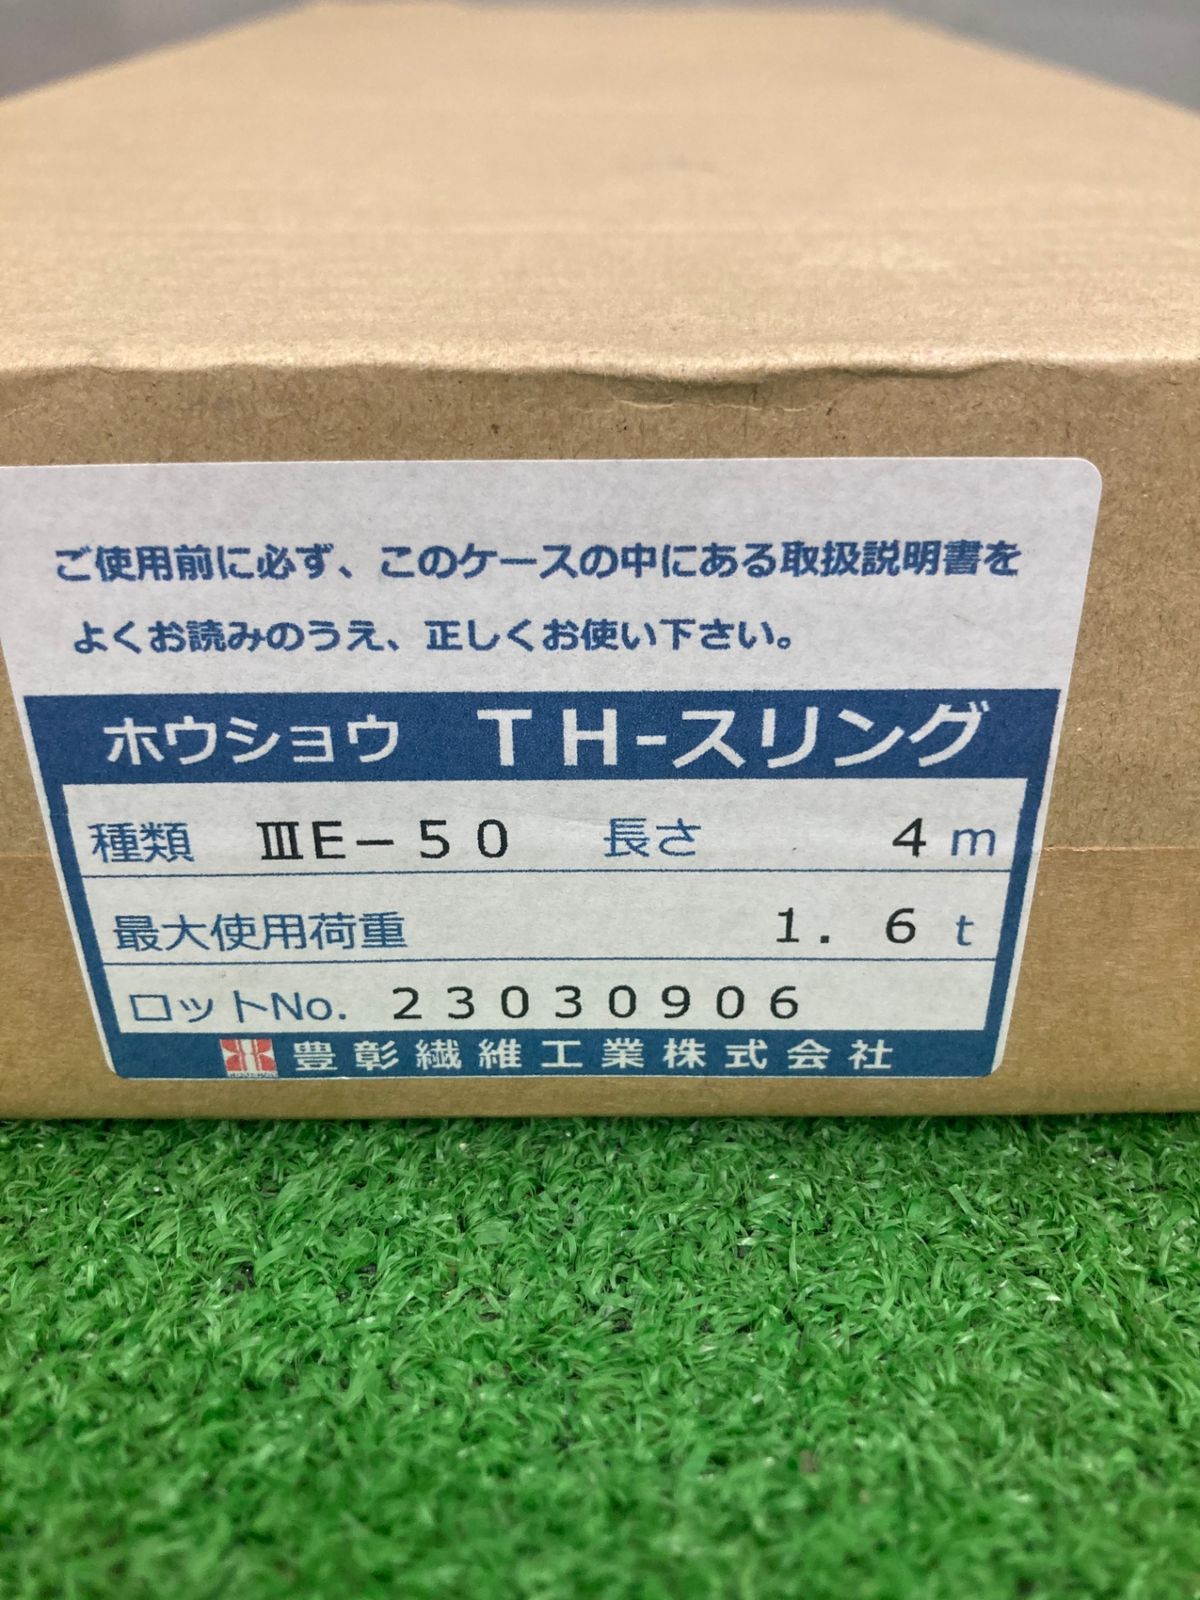 ご使用前に必ず、このケースの中にある取扱説明書を
よくお読みのうえ、正しくお使い下さい。
ホウショウ　ＴＨ-スリング
種類　ⅢE－５０　長さ　４ｍ
最大使用荷重　１．６ｔ
ロットNo. ２３０３０９０６
豊彰繊維工業株式会社